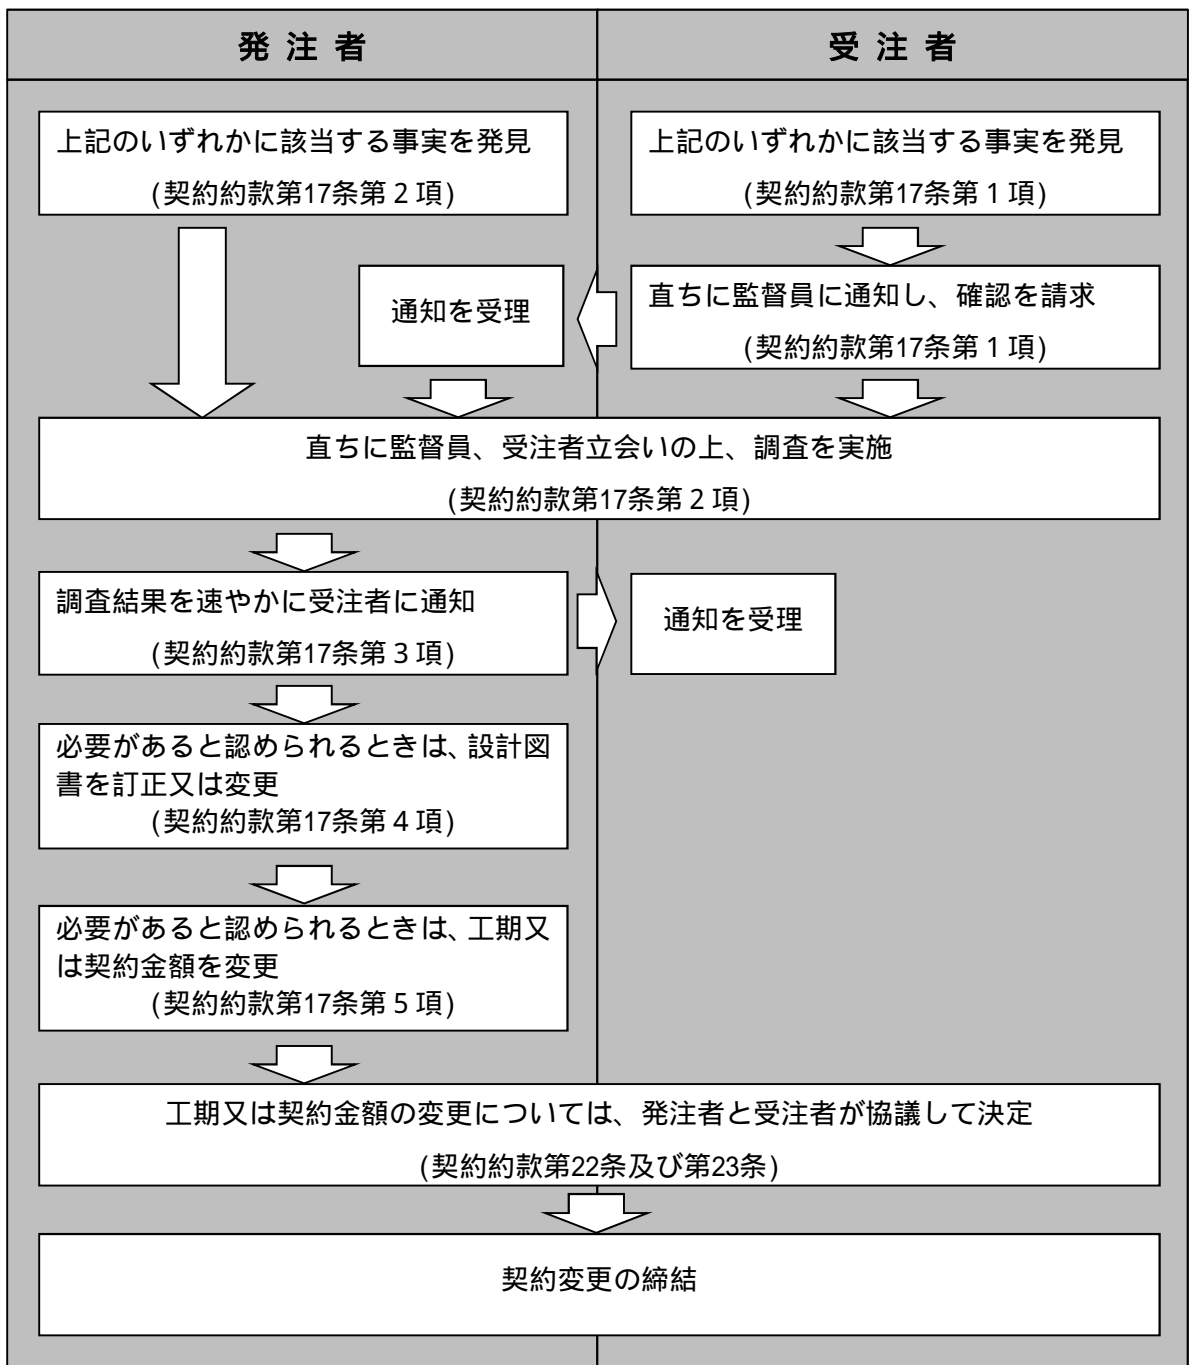 発 注 者
受 注 者
上記のいずれかに該当する事実を発見
(契約約款第17条第２項)
上記のいずれかに該当する事実を発見
(契約約款第17条第１項)
通知を受理
直ちに監督員に通知し、確認を請求
(契約約款第17条第１項)
直ちに監督員、受注者立会いの上、調査を実施
(契約約款第17条第２項)
調査結果を速やかに受注者に通知
(契約約款第17条第３項)
通知を受理
必要があると認められるときは、設計図
書を訂正又は変更
(契約約款第17条第４項)
必要があると認められるときは、工期又
は契約金額を変更
(契約約款第17条第５項)
工期又は契約金額の変更については、発注者と受注者が協議して決定
(契約約款第22条及び第23条)
契約変更の締結